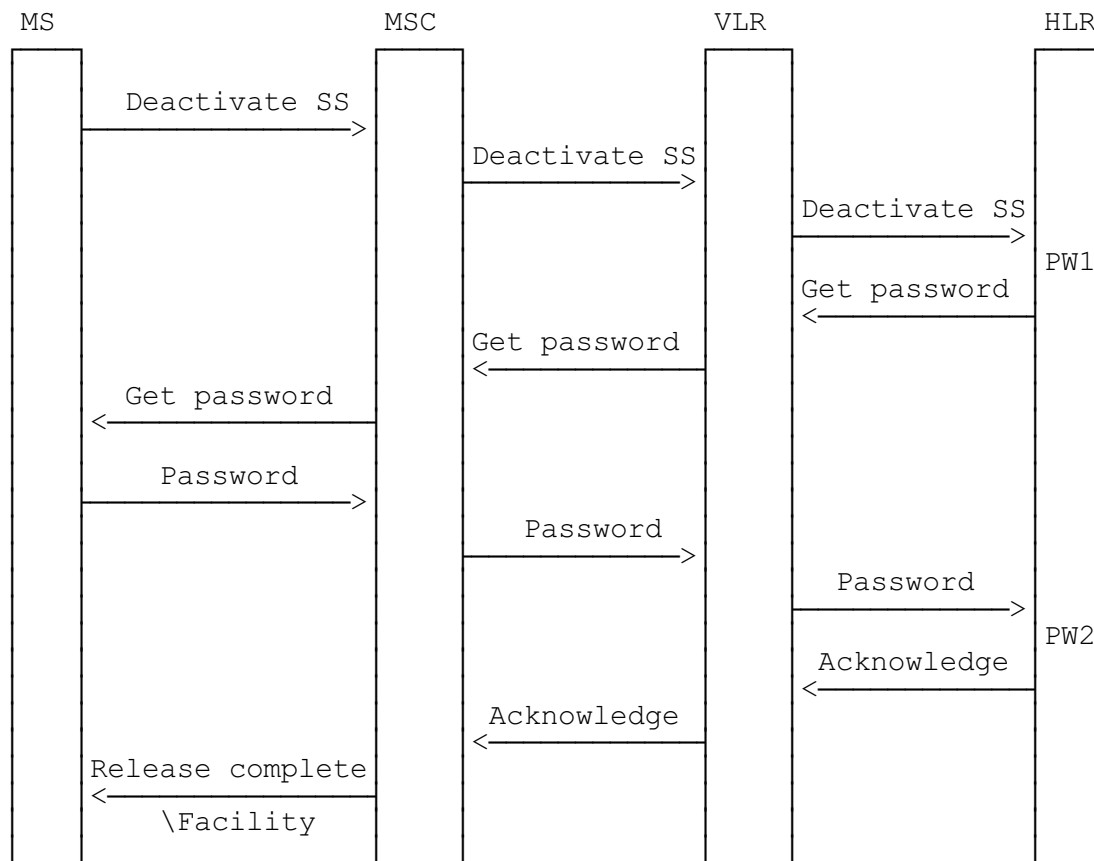 MS MSC VLR HLR
Deactivate SS
Deactivate SS
Deactivate SS
PW1
Get password
Get password
Get password
Password
Password
Password
PW2
Acknowledge
Acknowledge
Release complete
\Facility